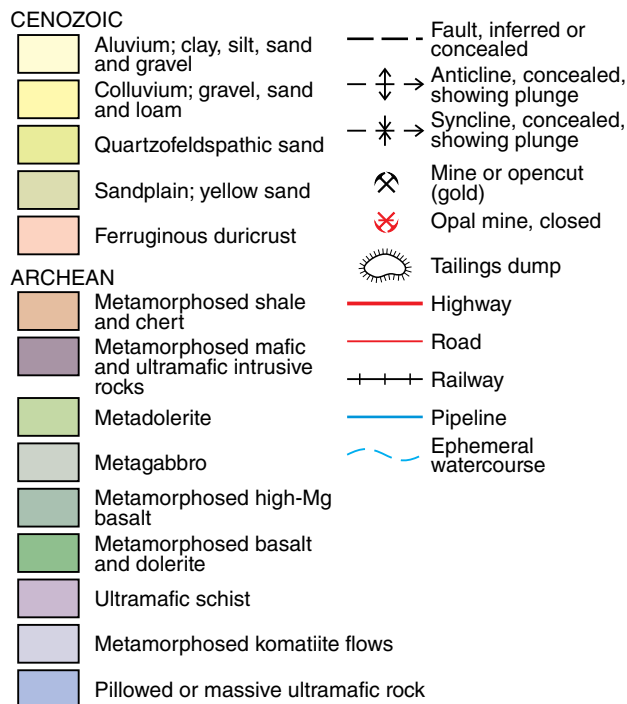 CENOZOIC
Aluvium; clay, silt, sand
and gravel
Colluvium; gravel, sand
and loam
Quartzofeldspathic sand
Sandplain; yellow sand
Ferruginous duricrust
ARCHEAN
Metamorphosed shale
and chert
Metamorphosed mafic
and ultramafic intrusive
rocks
Metadolerite
Metagabbro
Metamorphosed high-Mg
basalt
Metamorphosed basalt
and dolerite
Ultramafic schist
Metamorphosed komatiite flows
Pillowed or massive ultramafic rock
Fault, inferred or
concealed
Anticline, concealed,
showing plunge
Syncline, concealed,
showing plunge
Mine or opencut
(gold)
Opal mine, closed
Tailings dump
Highway
Road
Railway
Pipeline
Ephemeral
watercourse